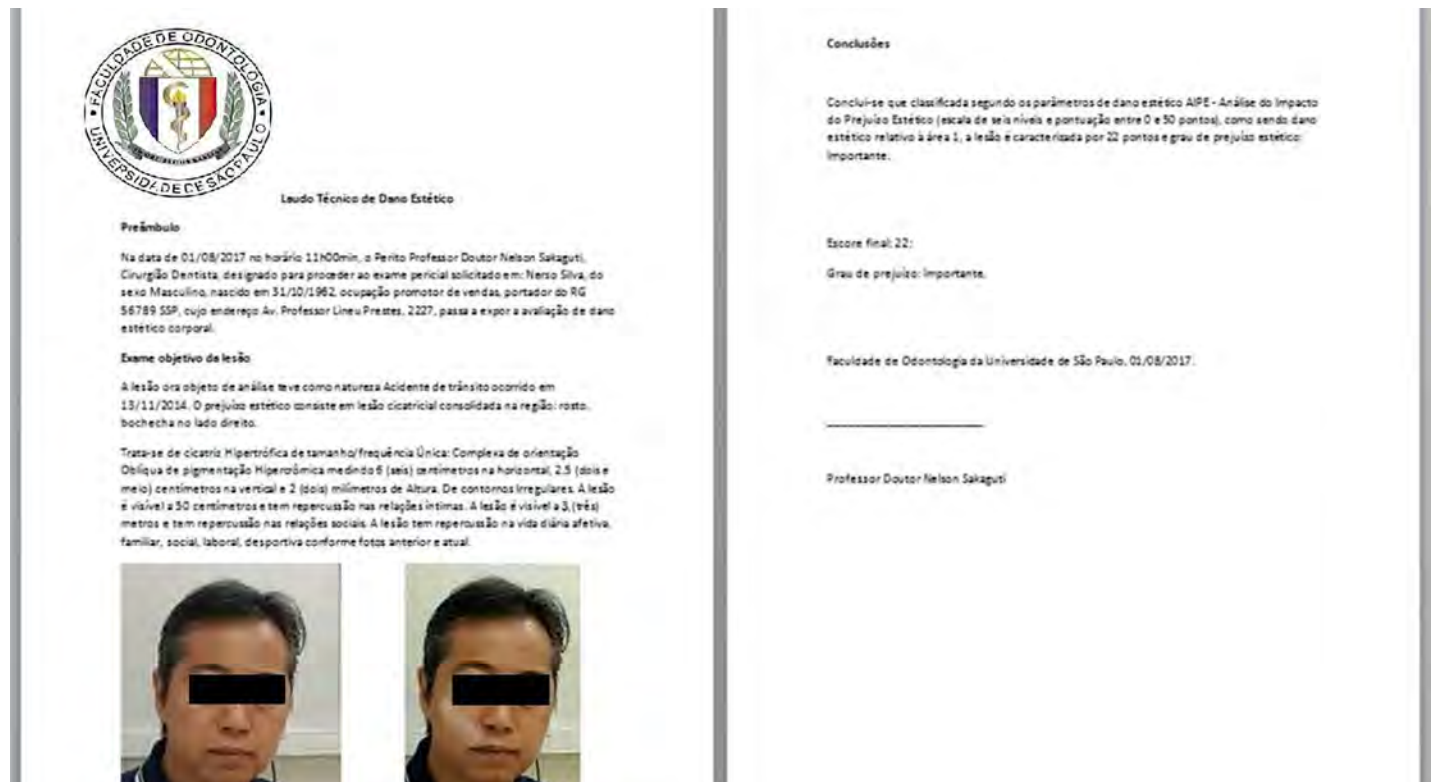 FACULDADE DE ODONTOLOGIA
UNIVERSIDADE DE SÃO PAULO
Laudo Técnico de Dano Estético
Preâmbulo
Na data de 01/08/2017 no horário 11h00min, o Perito Professor Doutor Nelson Sakaguti,
Cirurgião Dentista, designado para proceder ao exame pericial solicitado em: Nerso Silva, do
sexo Masculino, nascido em 31/10/1962, ocupação promotor de vendas, portador do RG
56789 SSP, cujo endereço Av. Professor Lineu Prestes, 2227, passa a expor a avaliação de dano
estético corporal.
Exame objetivo da lesão
A lesão ora objeto de análise teve como natureza Acidente de trânsito ocorrido em
13/11/2014. O prejuízo estético consiste em lesão cicatricial consolidada na região: rosto,
bochecha no lado direito.
Trata-se de cicatriz Hipertrófica de tamanho/frequência Única: Complexa de orientação
Oblíqua de pigmentação Hipercrômica medindo 6 (seis) centímetros na horizontal, 2.5 (dois e
meio) centímetros na vertical e 2 (dois) milímetros de Altura. De contornos Irregulares. A lesão
é visível a 50 centímetros e tem repercussão nas relações íntimas. A lesão é visível a 3 (três)
metros e tem repercussão nas relações sociais. A lesão tem repercussão na vida diária afetiva,
familiar, social, laboral, desportiva conforme fotos anterior e atual.
Conclusões
Conclui-se que classificada segundo os parâmetros de dano estético AIPE - Análise do Impacto
do Prejuízo Estético (escala de seis níveis e pontuação entre 0 e 50 pontos), como sendo dano
estético relativo à área 1, a lesão é caracterizada por 22 pontos e grau de prejuízo estético:
Importante.
Escore final: 22;
Grau de prejuízo: Importante.
Faculdade de Odontologia da Universidade de São Paulo, 01/08/2017.
Professor Doutor Nelson Sakaguti